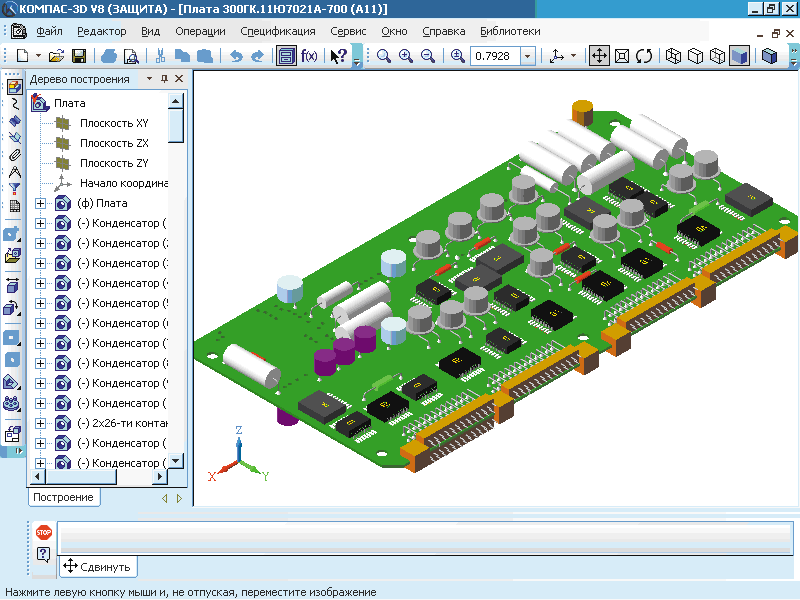 КОМПАС-3D V8 (ЗАЩИТА) - [Плата 300ГК.11Ю7021А-700 (А11)]
Файл Редактор Вид Операции Спецификация Сервис Окно Справка Библиотеки
f(x) ? 0.7928
Дерево построения
Плата
Плоскость XY
Плоскость ZX
Плоскость ZY
Начало координа
(ф) Плата
(-) Конденсатор (
(-) Конденсатор (2
(-) Конденсатор (
(-) Конденсатор (
(-) Конденсатор (
(-) Конденсатор (
(-) Конденсатор (
(-) Конденсатор (8
(-) Конденсатор (
(-) Конденсатор (
(-) 2х26-ти контак
(-) Конденсатор (
(-) Конденсатор (
Z
X
Y
Построение
STOP
?
Сдвинуть
Нажмите левую кнопку мыши и, не отпуская, переместите изображение